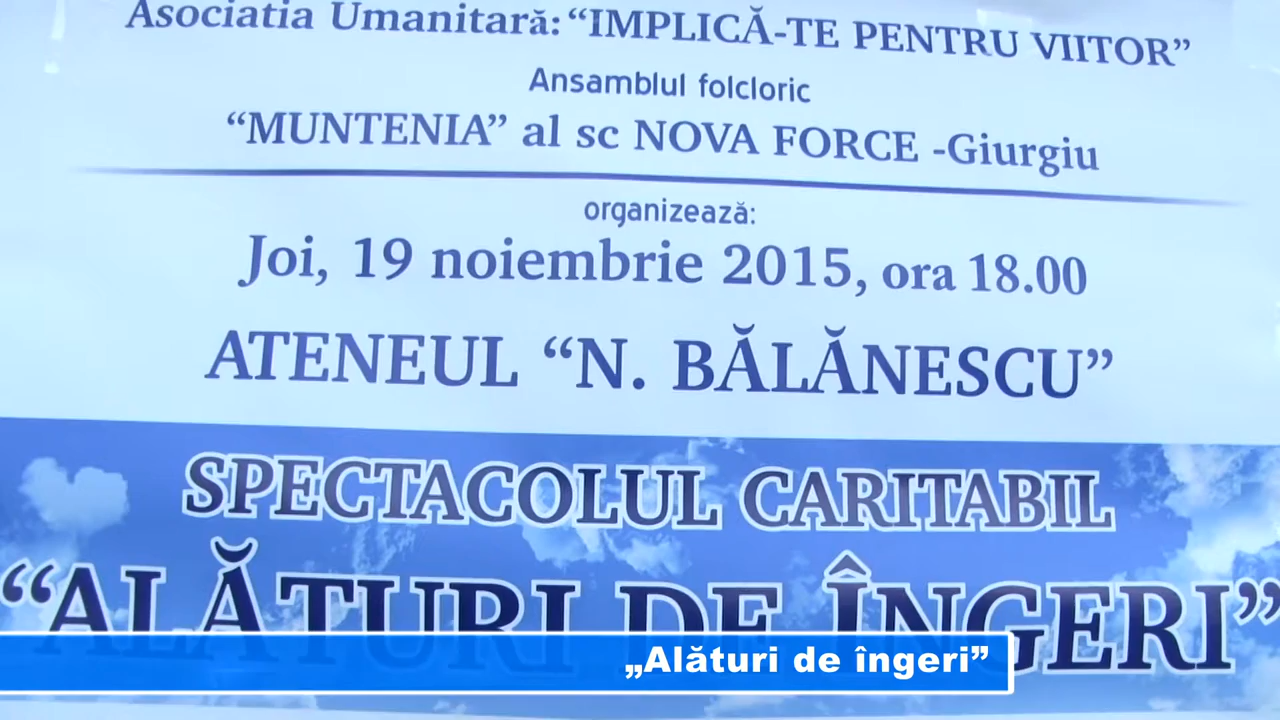 Asociatia Umanitară: “IMPLICĂ-TE PENTRU VIITOR”
Ansamblul folcloric
“MUNTENIA” al sc NOVA FORCE -Giurgiu
organizează:
Joi, 19 noiembrie 2015, ora 18.00
ATENEUL “N. BĂLĂNESCU”
SPECTACOLUL CARITABIL
“ALĂTURI DE ÎNGERI”
„Alături de îngeri”